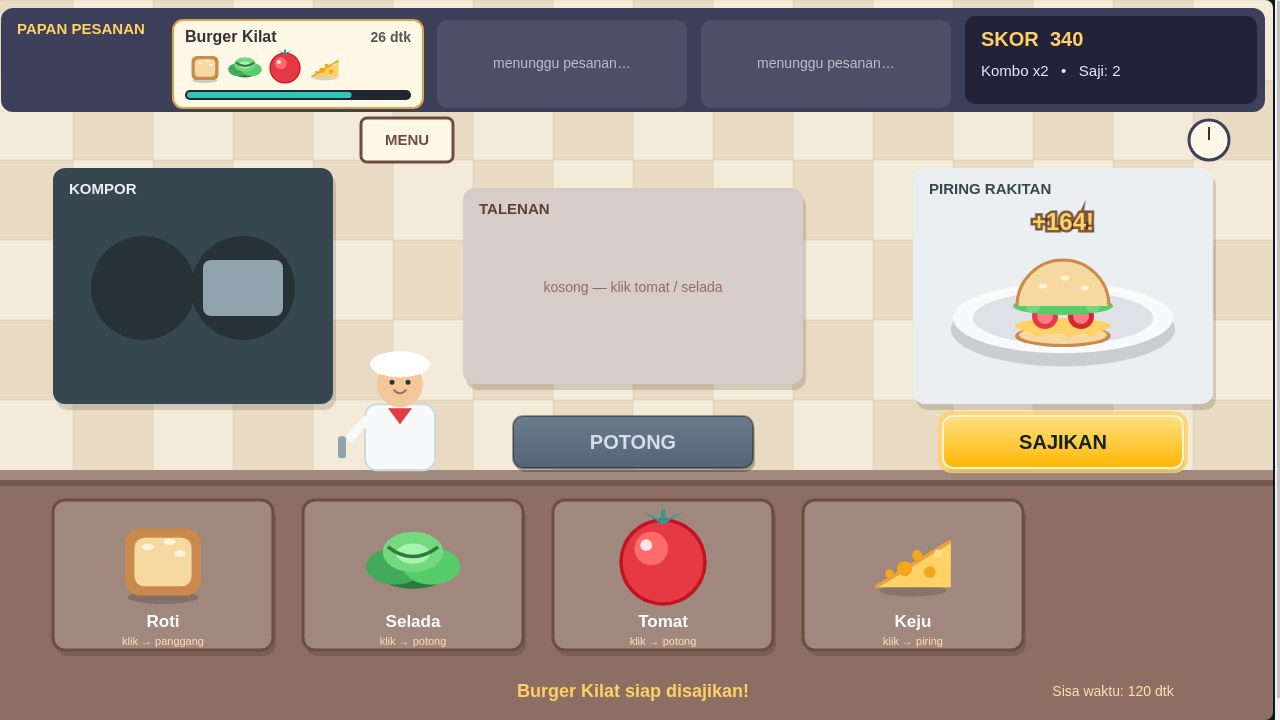 PAPAN PESANAN
Burger Kilat
26 dtk
menunggu pesanan…
menunggu pesanan…
SKOR 340
Kombo x2 • Saji: 2
MENU
KOMPOR
TALENAN
kosong — klik tomat / selada
PIRING RAKITAN
+164!
POTONG
SAJIKAN
Roti
klik → panggang
Selada
klik → potong
Tomat
klik → potong
Keju
klik → piring
Burger Kilat siap disajikan!
Sisa waktu: 120 dtk